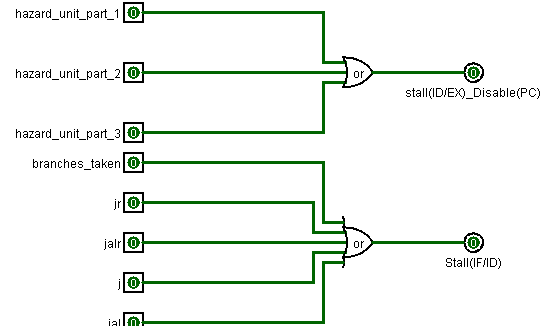 hazard_unit_part_1 0
hazard_unit_part_2 0 or 0
stall(ID/EX)_Disable(PC)
hazard_unit_part_3 0
branches_taken 0
jr 0
jalr 0 or 0
Stall(IF/ID)
j 0
jal 0